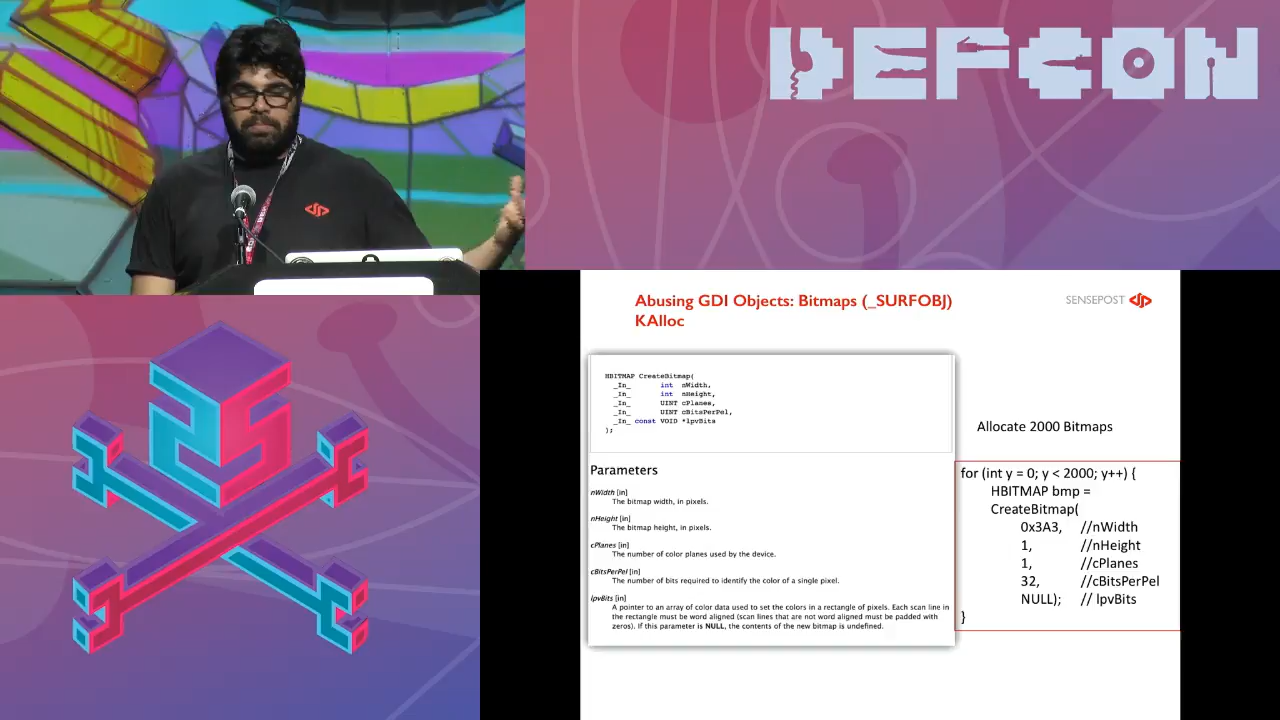 DEFCON
Abusing GDI Objects: Bitmaps (_SURFOBJ)
KAlloc
SENSEPOST
HBITMAP CreateBitmap(
_In_ int nWidth,
_In_ int nHeight,
_In_ UINT cPlanes,
_In_ UINT cBitsPerPel,
_In_ const VOID *lpvBits
);
Parameters
nWidth [in]
The bitmap width, in pixels.
nHeight [in]
The bitmap height, in pixels.
cPlanes [in]
The number of color planes used by the device.
cBitsPerPel [in]
The number of bits required to identify the color of a single pixel.
lpvBits [in]
A pointer to an array of color data used to set the colors in a rectangle of pixels. Each scan line in
the rectangle must be word aligned (scan lines that are not word aligned must be padded with
zeros). If this parameter is NULL, the contents of the new bitmap is undefined.
Allocate 2000 Bitmaps
for (int y = 0; y < 2000; y++) {
HBITMAP bmp =
CreateBitmap(
0x3A3, //nWidth
1, //nHeight
1, //cPlanes
32, //cBitsPerPel
NULL); // lpvBits
}